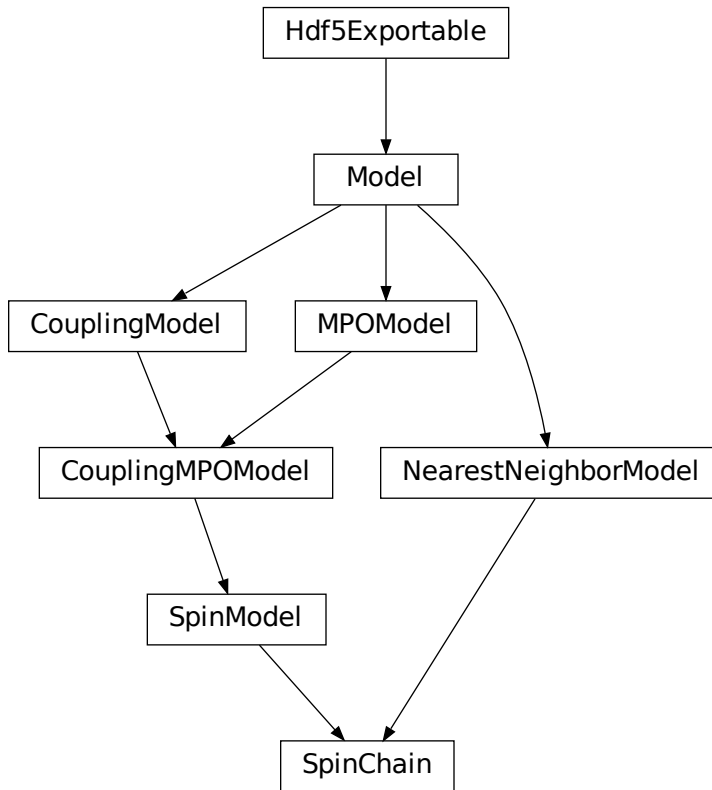 Hdf5Exportable
Model
CouplingModel
MPOModel
CouplingMPOModel
NearestNeighborModel
SpinModel
SpinChain